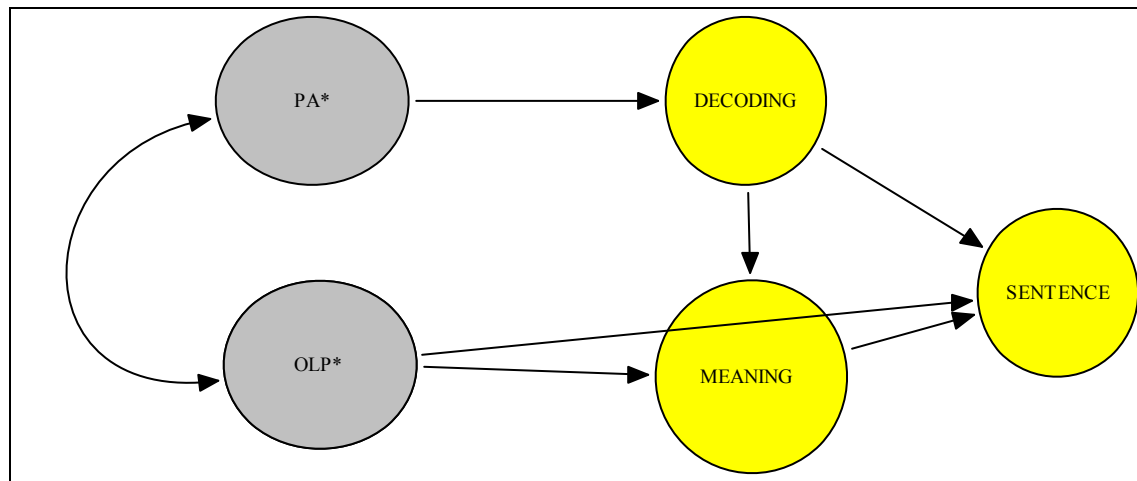 PA*
DECODING
SENTENCE
OLP*
MEANING